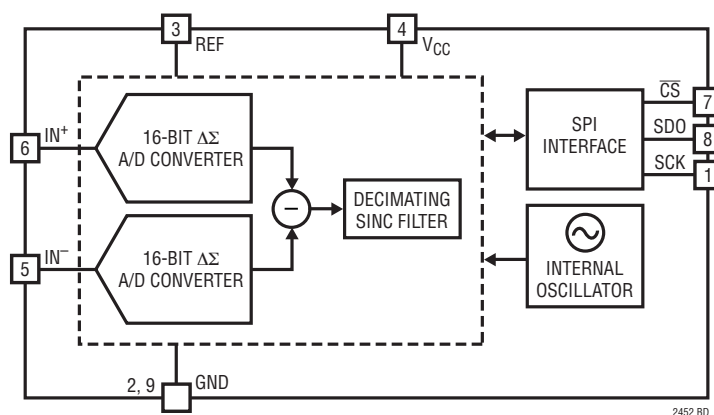 3
REF
4
VCC
6
IN+
16-BIT ΔΣ
A/D CONVERTER
5
IN−
16-BIT ΔΣ
A/D CONVERTER
−
DECIMATING
SINC FILTER
SPI
INTERFACE
CS
7
SDO
8
SCK
1
INTERNAL
OSCILLATOR
2, 9
GND
2452 BD